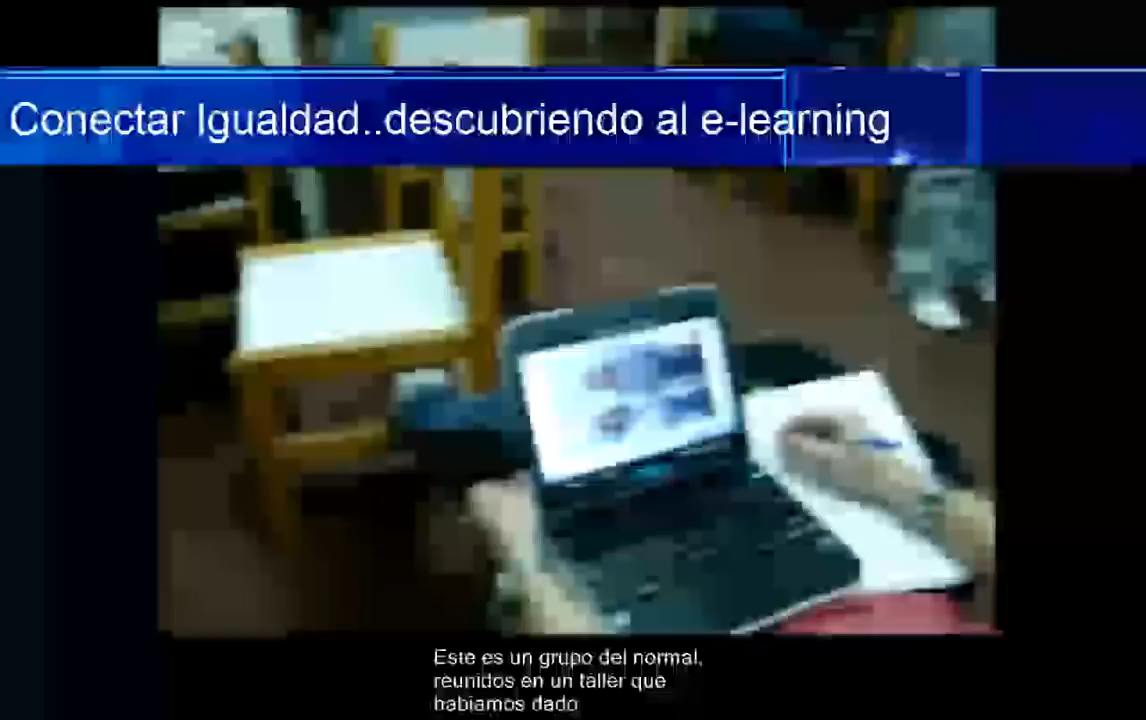 Conectar Igualdad..descubriendo al e-learning
Este es un grupo del normal,
reunidos en un taller que
habiamos dado